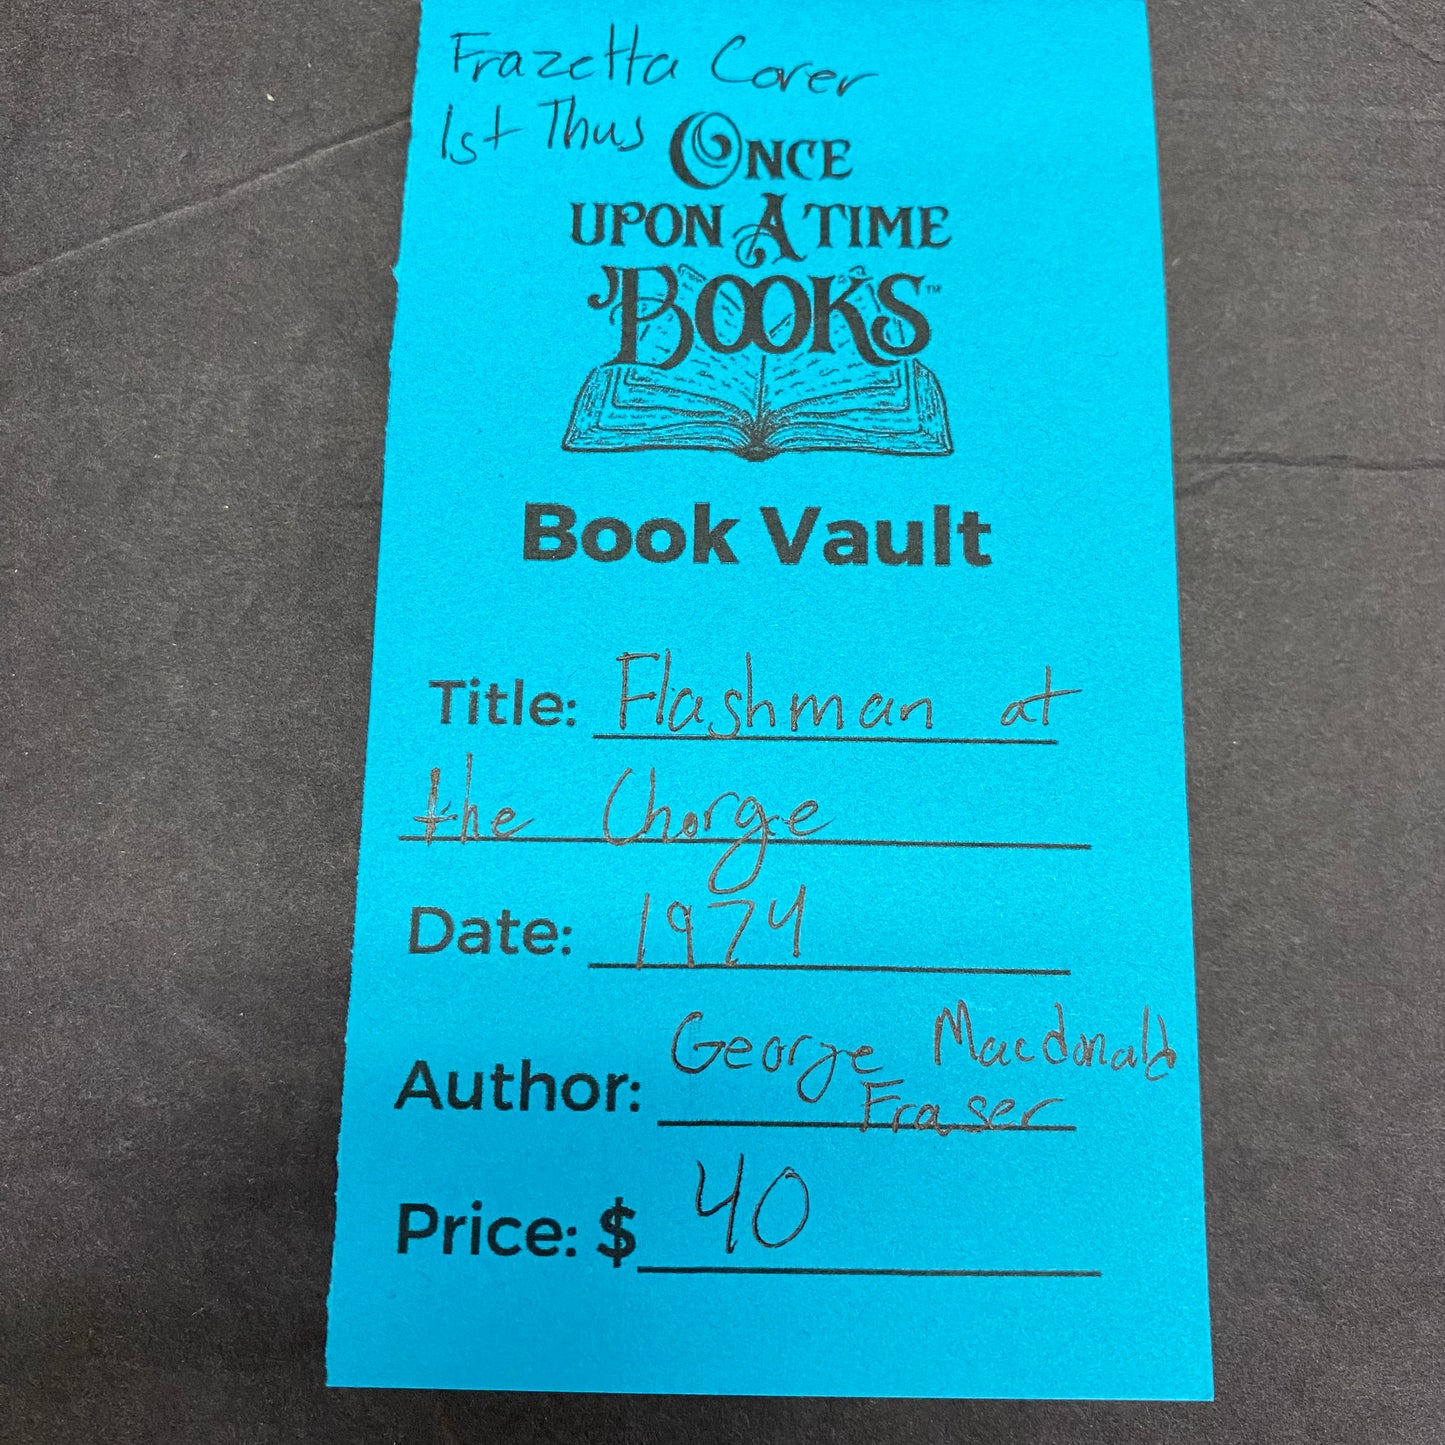 Frazetta Cover
1st Thus
ONCE
UPON A TIME
BOOKS™
Book Vault
Title: Flashman at
the Charge
Date: 1974
Author: George Macdonald
Fraser
Price: $ 40